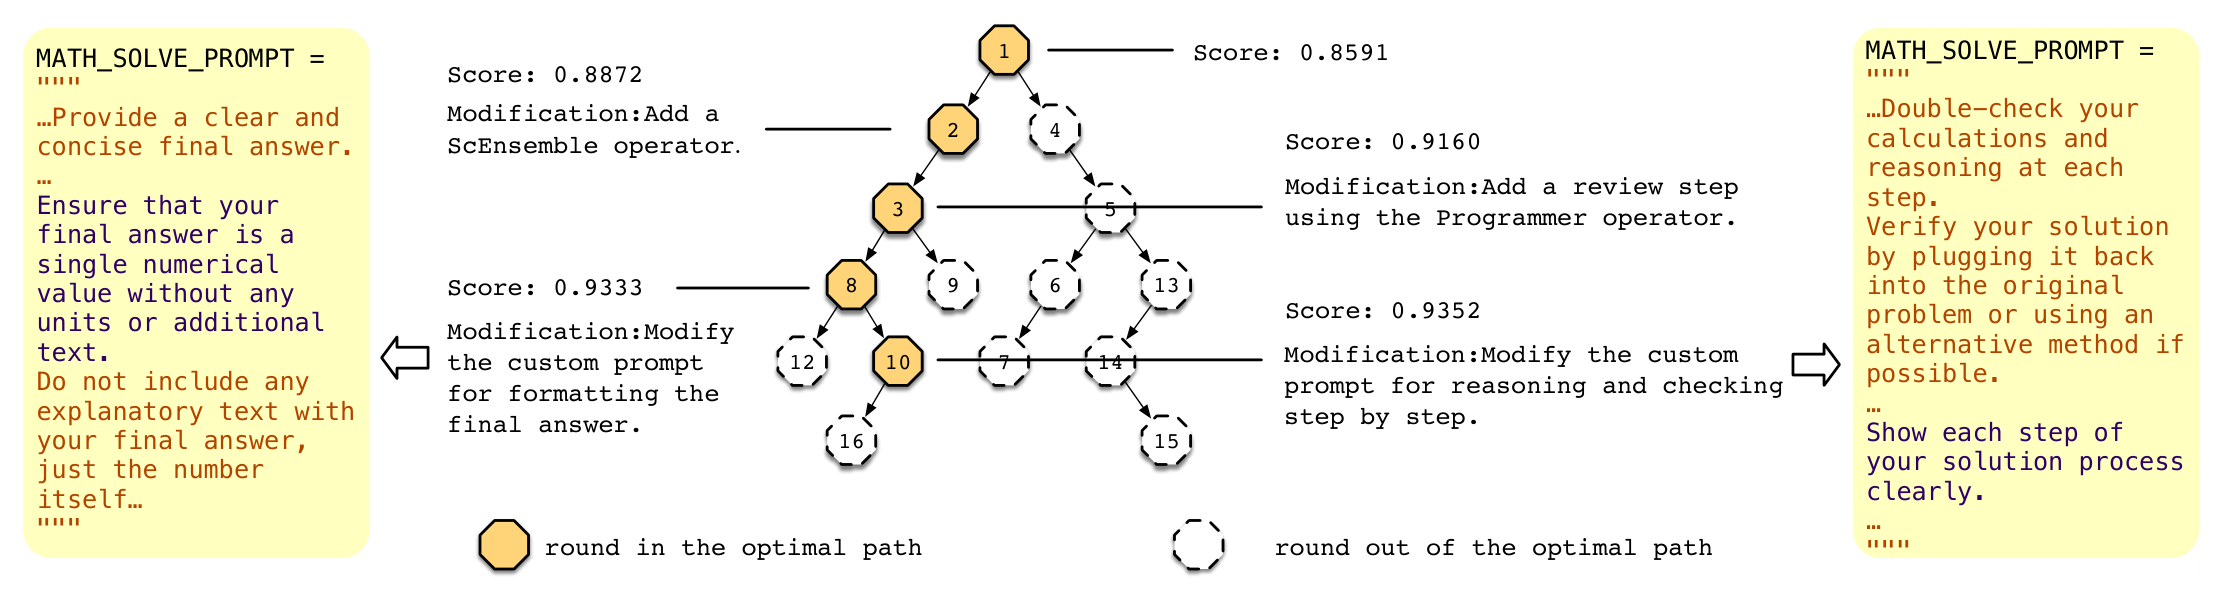 MATH_SOLVE_PROMPT =
"""
…Provide a clear and
concise final answer.
…
Ensure that your
final answer is a
single numerical
value without any
units or additional
text.
Do not include any
explanatory text with
your final answer,
just the number
itself…
"""
Score: 0.8872
Modification:Add a
ScEnsemble operator.
Score: 0.9333
Modification:Modify
the custom prompt
for formatting the
final answer.
1
2
4
3
5
8
9
6
13
12
10
7
14
16
15
Score: 0.8591
Score: 0.9160
Modification:Add a review step
using the Programmer operator.
Score: 0.9352
Modification:Modify the custom
prompt for reasoning and checking
step by step.
MATH_SOLVE_PROMPT =
"""
…Double-check your
calculations and
reasoning at each
step.
Verify your solution
by plugging it back
into the original
problem or using an
alternative method if
possible.
…
Show each step of
your solution process
clearly.
…
"""
round in the optimal path
round out of the optimal path